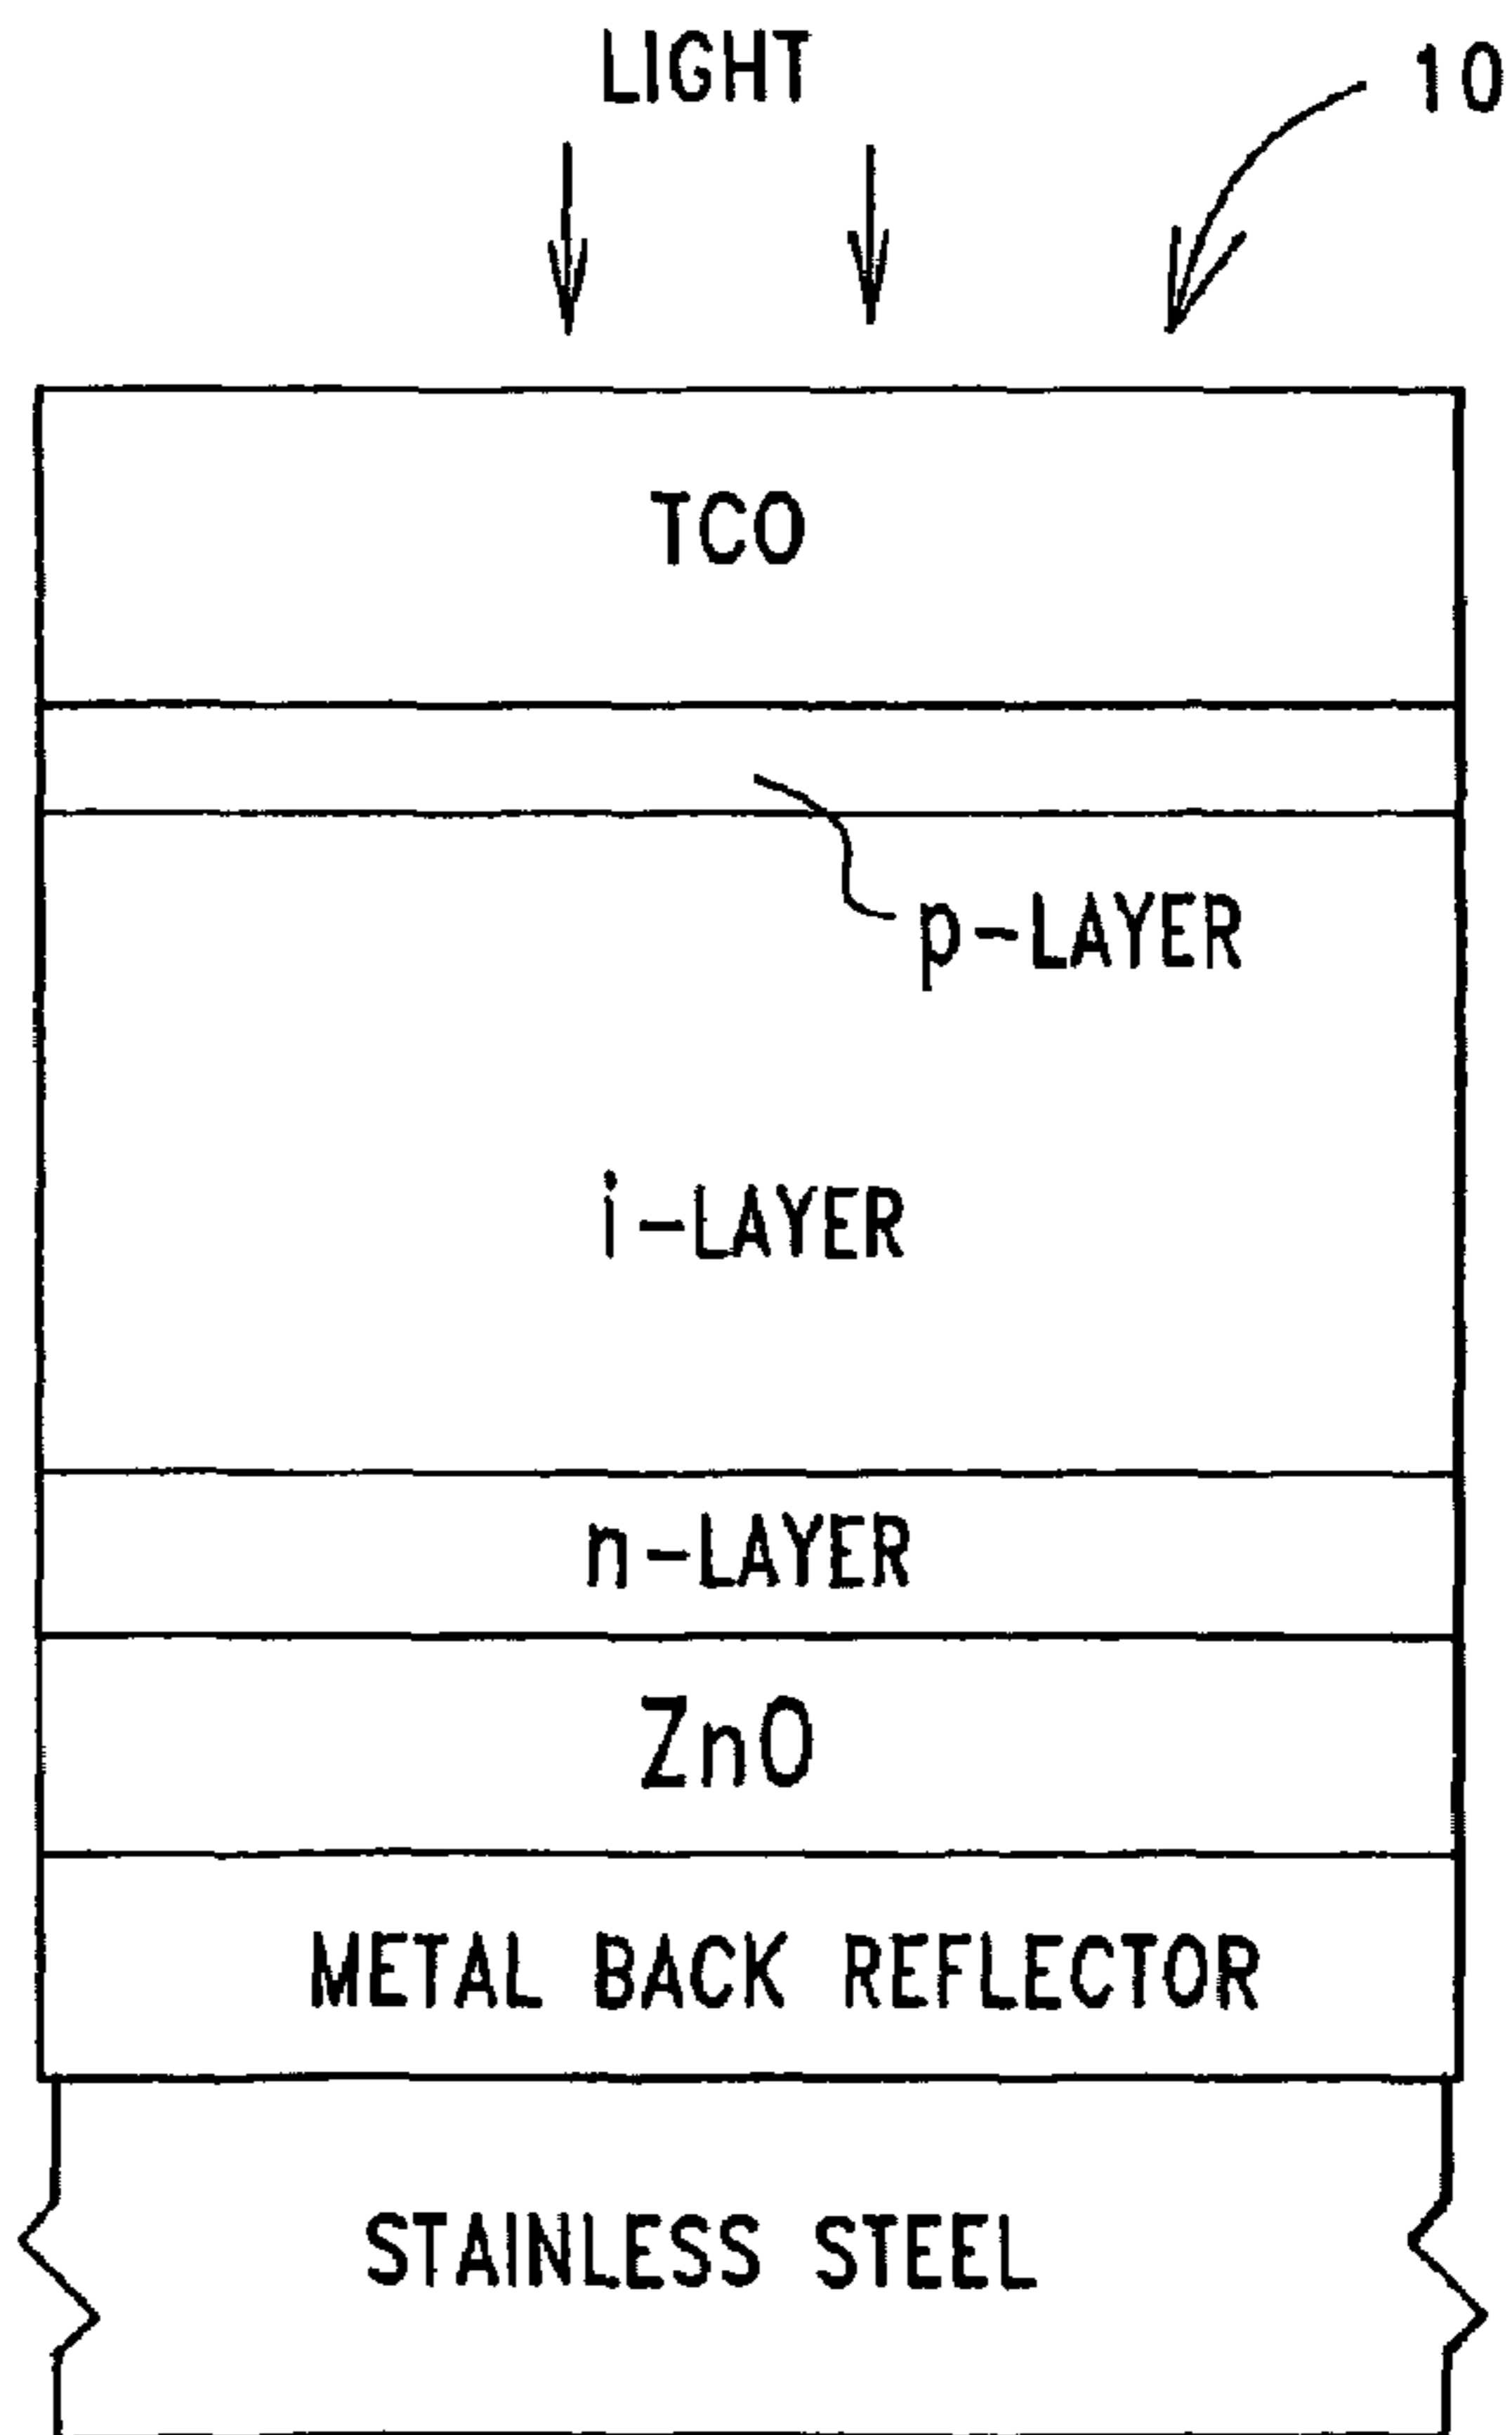 LIGHT
10
TCO
p-LAYER
i-LAYER
n-LAYER
ZnO
METAL BACK REFLECTOR
STAINLESS STEEL